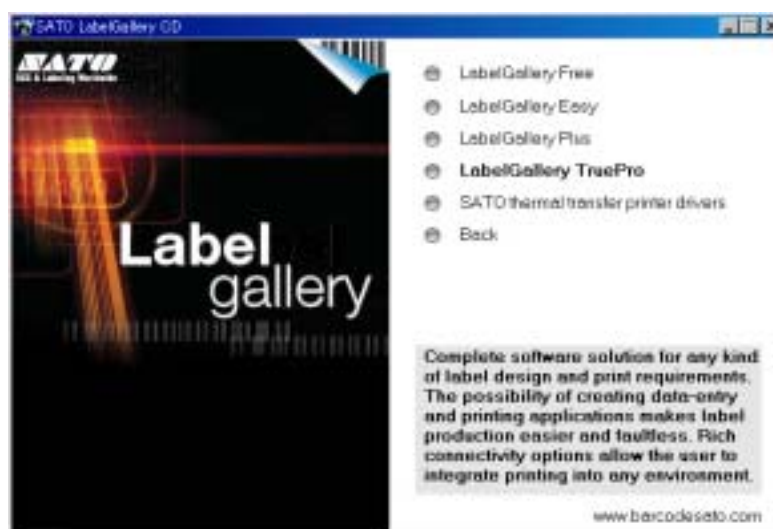 SATO LabelGallery CD
SATO
DCS & Labeling Worldwide
Label
gallery
LabelGallery Free
LabelGallery Easy
LabelGallery Plus
LabelGallery TruePro
SATO thermal transfer printer drivers
Back
Complete software solution for any kind
of label design and print requirements.
The possibility of creating data-entry
and printing applications makes label
production easier and faultless. Rich
connectivity options allow the user to
integrate printing into any environment.
www.barcodesato.com